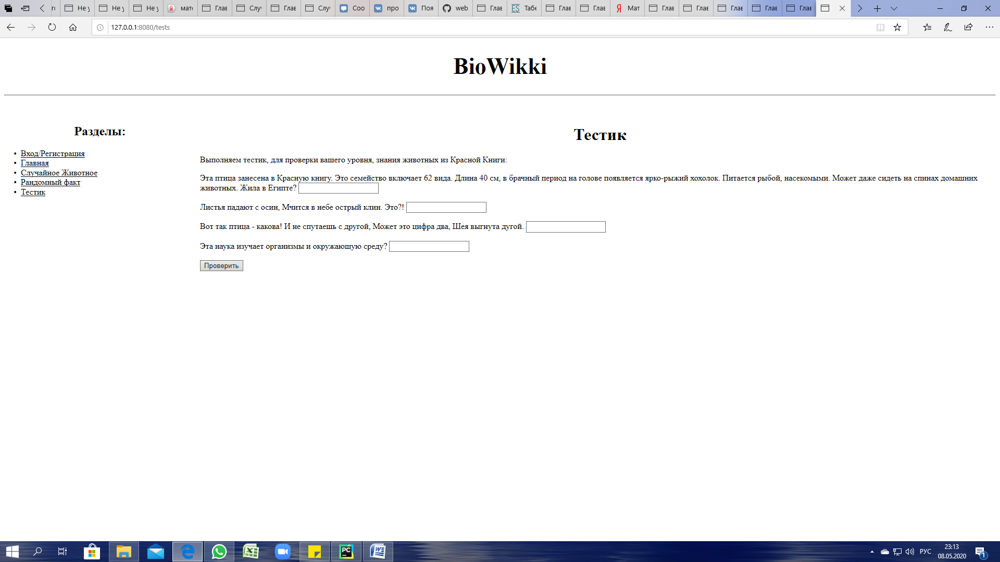 Не у
Не у
Не у
мате
Глав
Случ
Глав
Случ
Соо
про
Поя
web
Глав
Табе
Глав
Глав
Мат
Глав
Глав
Глав
Глав
Глав
127.0.0.1:8080/tests
BioWikki
Разделы:
Вход/Регистрация
Главная
Случайное Животное
Рандомный факт
Тестик
Тестик
Выполняем тестик, для проверки вашего уровня, знания животных из Красной Книги:
Эта птица занесена в Красную книгу. Это семейство включает 62 вида. Длина 40 см, в брачный период на голове появляется ярко-рыжий хохолок. Питается рыбой, насекомыми. Может даже сидеть на спинах домашних
животных. Жила в Египте?
Листья падают с осин, Мчится в небе острый клин. Это?!
Вот так птица - какова! И не спутаешь с другой, Может это цифра два, Шея выгнута дугой.
Эта наука изучает организмы и окружающую среду?
Проверить
РУС
23:13
08.05.2020
1